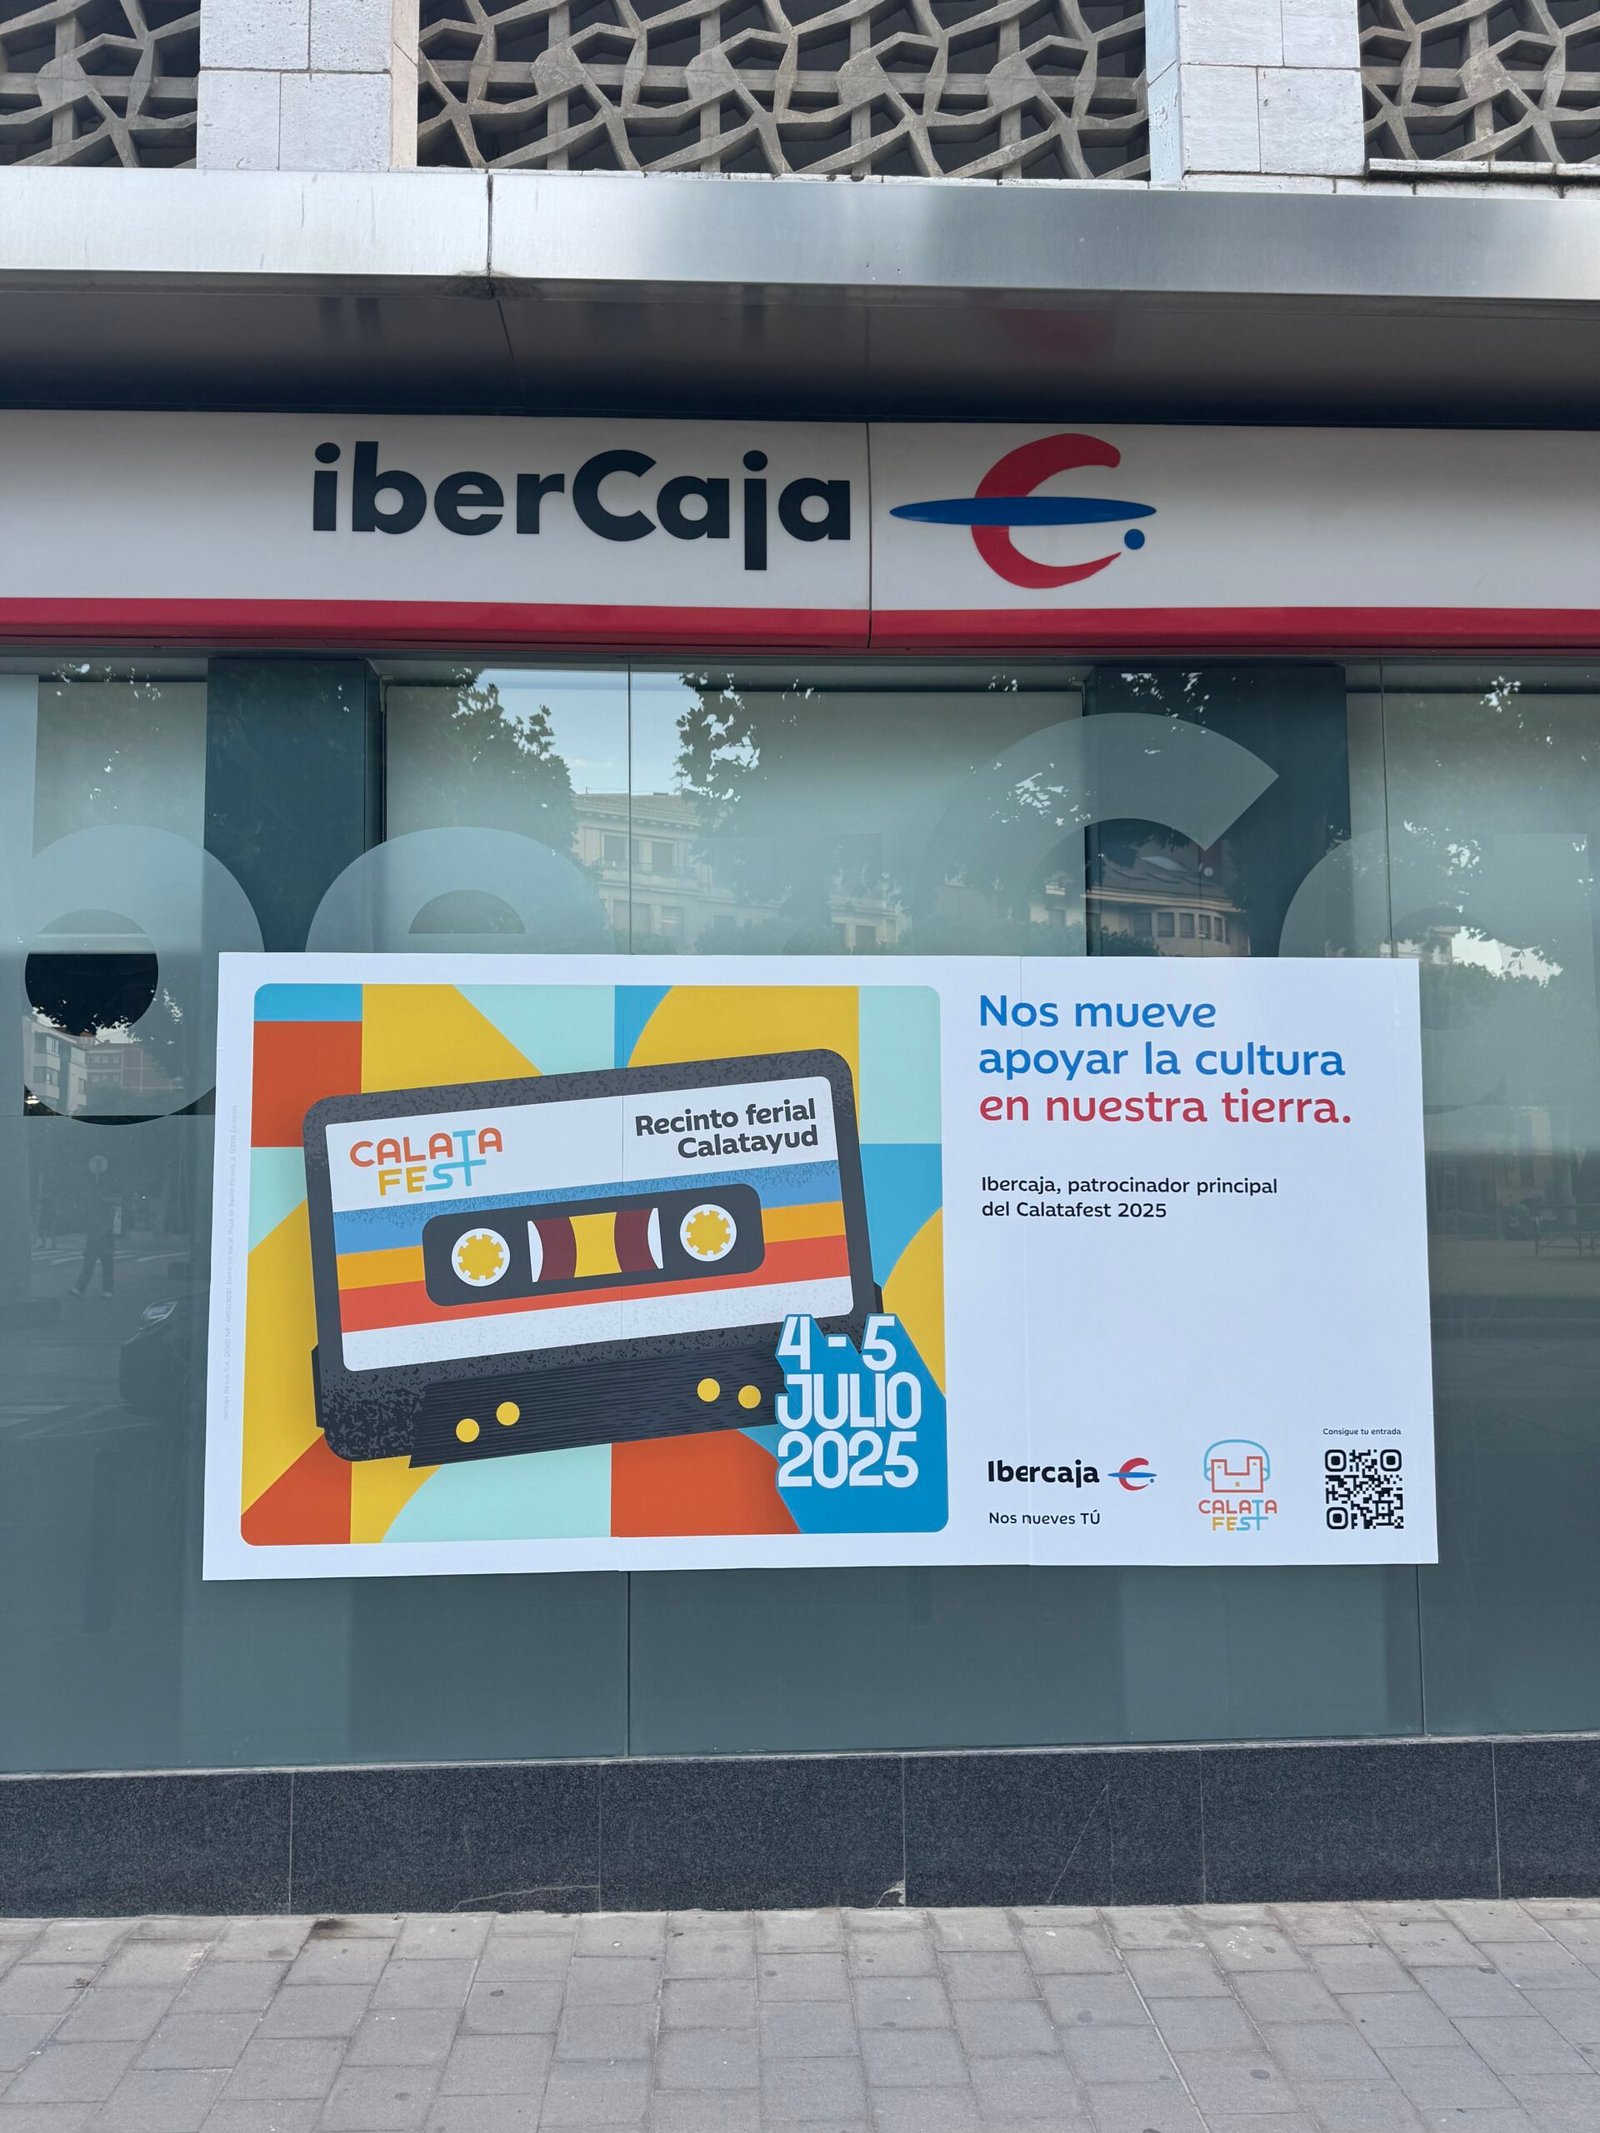 iberCaja
CALATA
FEST
Recinto ferial
Calatayud
4 - 5
JULIO
2025
Nos mueve
apoyar la cultura
en nuestra tierra.
Ibercaja, patrocinador principal
del Calatafest 2025
Ibercaja
Nos nueves TÚ
CALATA
FEST
Consigue tu entrada